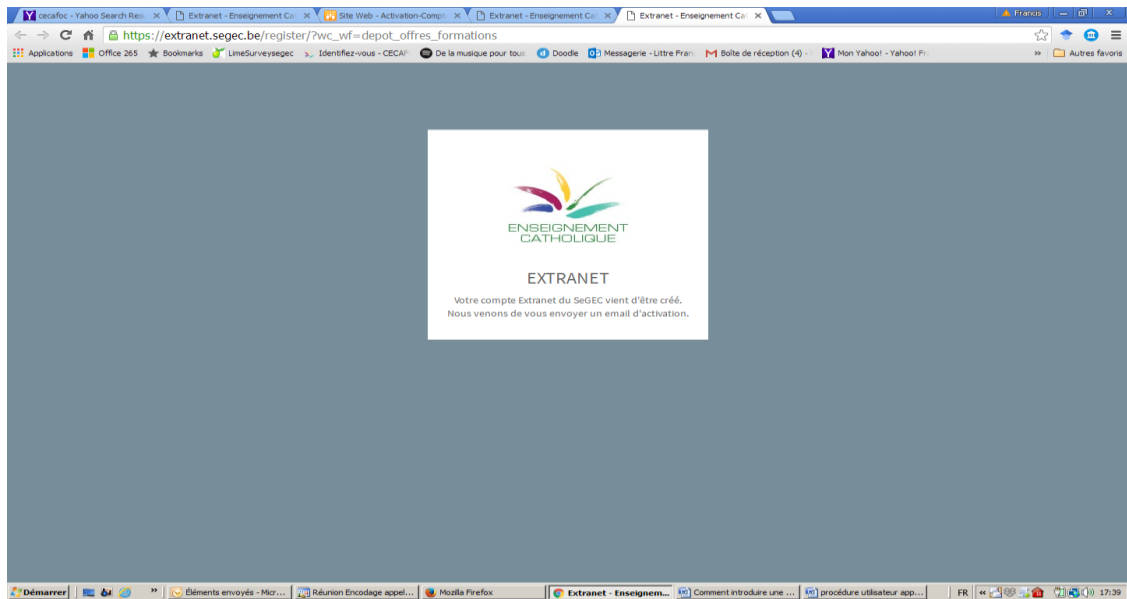 cecafoc - Yahoo Search Res
Extranet - Enseignement Cat
Site Web - Activation-Compt
Extranet - Enseignement Cat
Extranet - Enseignement Cat
Francis
https://extranet.segec.be/register/?wc_wf=depot_offres_formations
Applications
Office 265
Bookmarks
LimeSurveysegec
Identifiez-vous - CECAF
De la musique pour tous
Doodle
Messagerie - Littre Fran
Boîte de réception (4) -
Mon Yahoo! - Yahoo! Fr
»
Autres favoris
ENSEIGNEMENT
CATHOLIQUE
EXTRANET
Votre compte Extranet du SeGEC vient d'être créé.
Nous venons de vous envoyer un email d'activation.
Démarrer
»
Éléments envoyés - Micr...
Réunion Encodage appel...
Mozilla Firefox
Extranet - Enseignem...
Comment introduire une ...
procédure utilisateur app...
FR
«
17:39